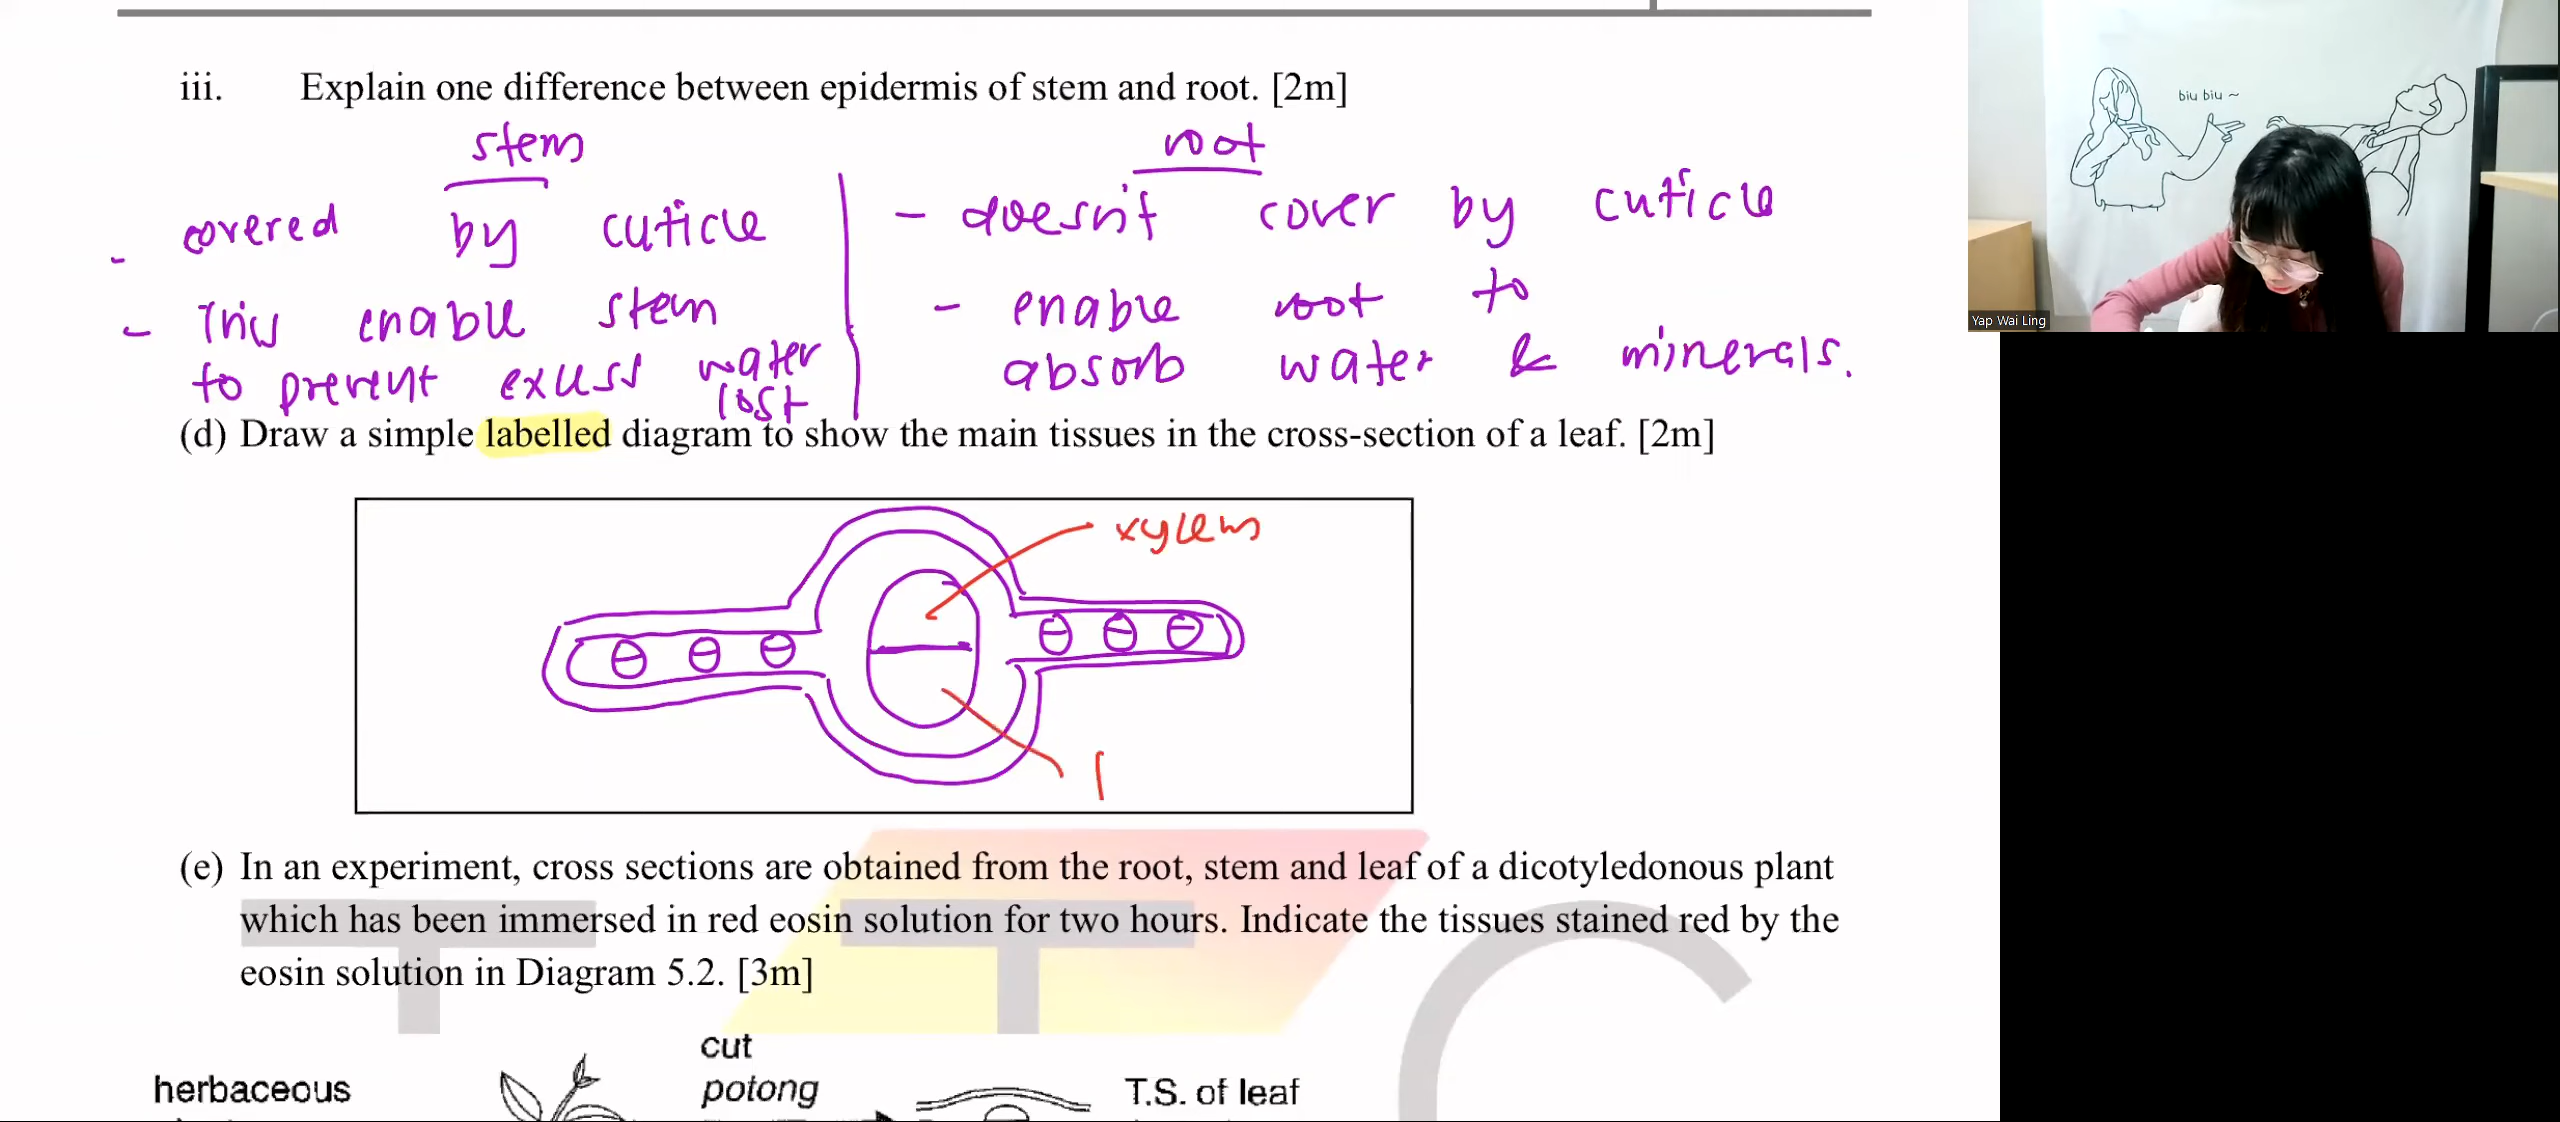 iii. Explain one difference between epidermis of stem and root. [2m]
stem
root
- covered by cuticle
- This enable stem
to prevent excess water
lost
- doesn't cover by cuticle
- enable root to
absorb water & minerals.
(d) Draw a simple labelled diagram to show the main tissues in the cross-section of a leaf. [2m]
xylem
(e) In an experiment, cross sections are obtained from the root, stem and leaf of a dicotyledonous plant
which has been immersed in red eosin solution for two hours. Indicate the tissues stained red by the
eosin solution in Diagram 5.2. [3m]
herbaceous
cut
potong
T.S. of leaf
biu biu ~
Yap Wai Ling
T T C